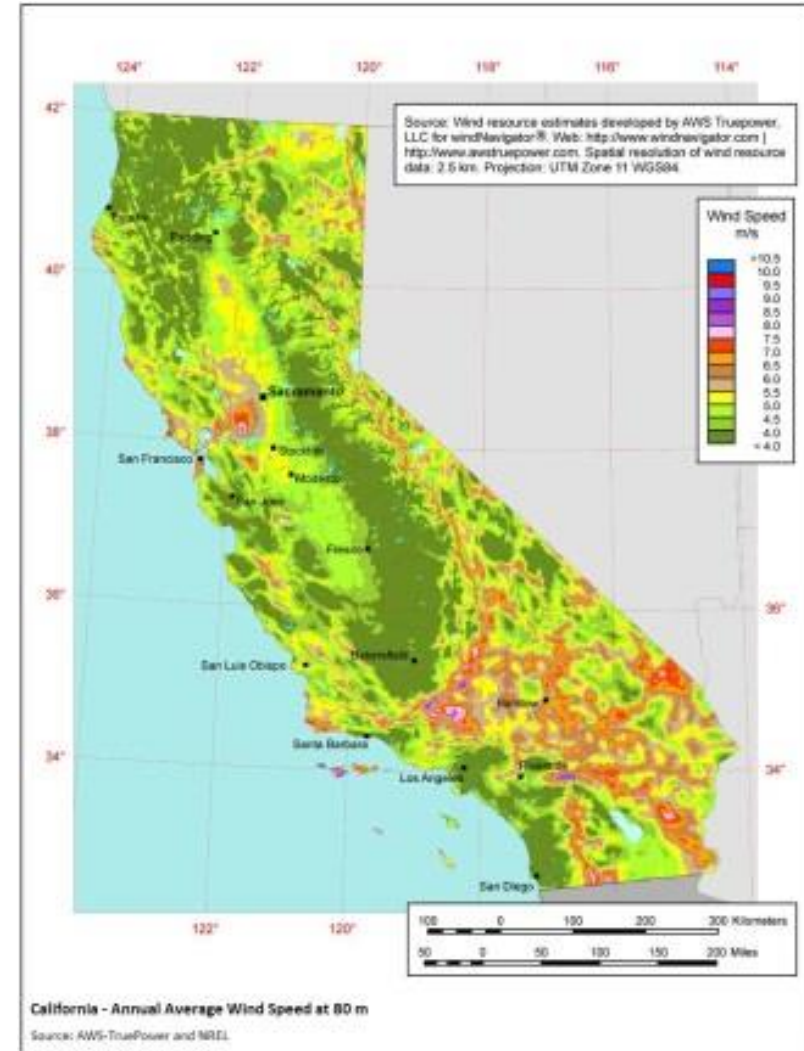 124° 122° 120° 118° 116° 114°
42°
Source: Wind resource estimates developed by AWS Truepower,
LLC for windNavigator®. Web: http://www.windnavigator.com |
http://www.awstruepower.com. Spatial resolution of wind resource
data: 2.5 km. Projection: UTM Zone 11 WGS84.
Wind Speed
m/s
>10.5
10.0
9.5
9.0
8.5
8.0
7.5
7.0
6.5
6.0
5.5
5.0
4.5
4.0
< 4.0
Eureka
Redding
40°
Sacramento
38°
Stockton
San Francisco
Modesto
San Jose
Fresno
36° 36°
Bakersfield
San Luis Obispo
Barstow
Santa Barbara
34° 34°
Los Angeles
Riverside
San Diego
122° 120°
100 0 100 200 300 Kilometers
50 0 50 100 150 200 Miles
California - Annual Average Wind Speed at 80 m
Source: AWS-TruePower and NREL